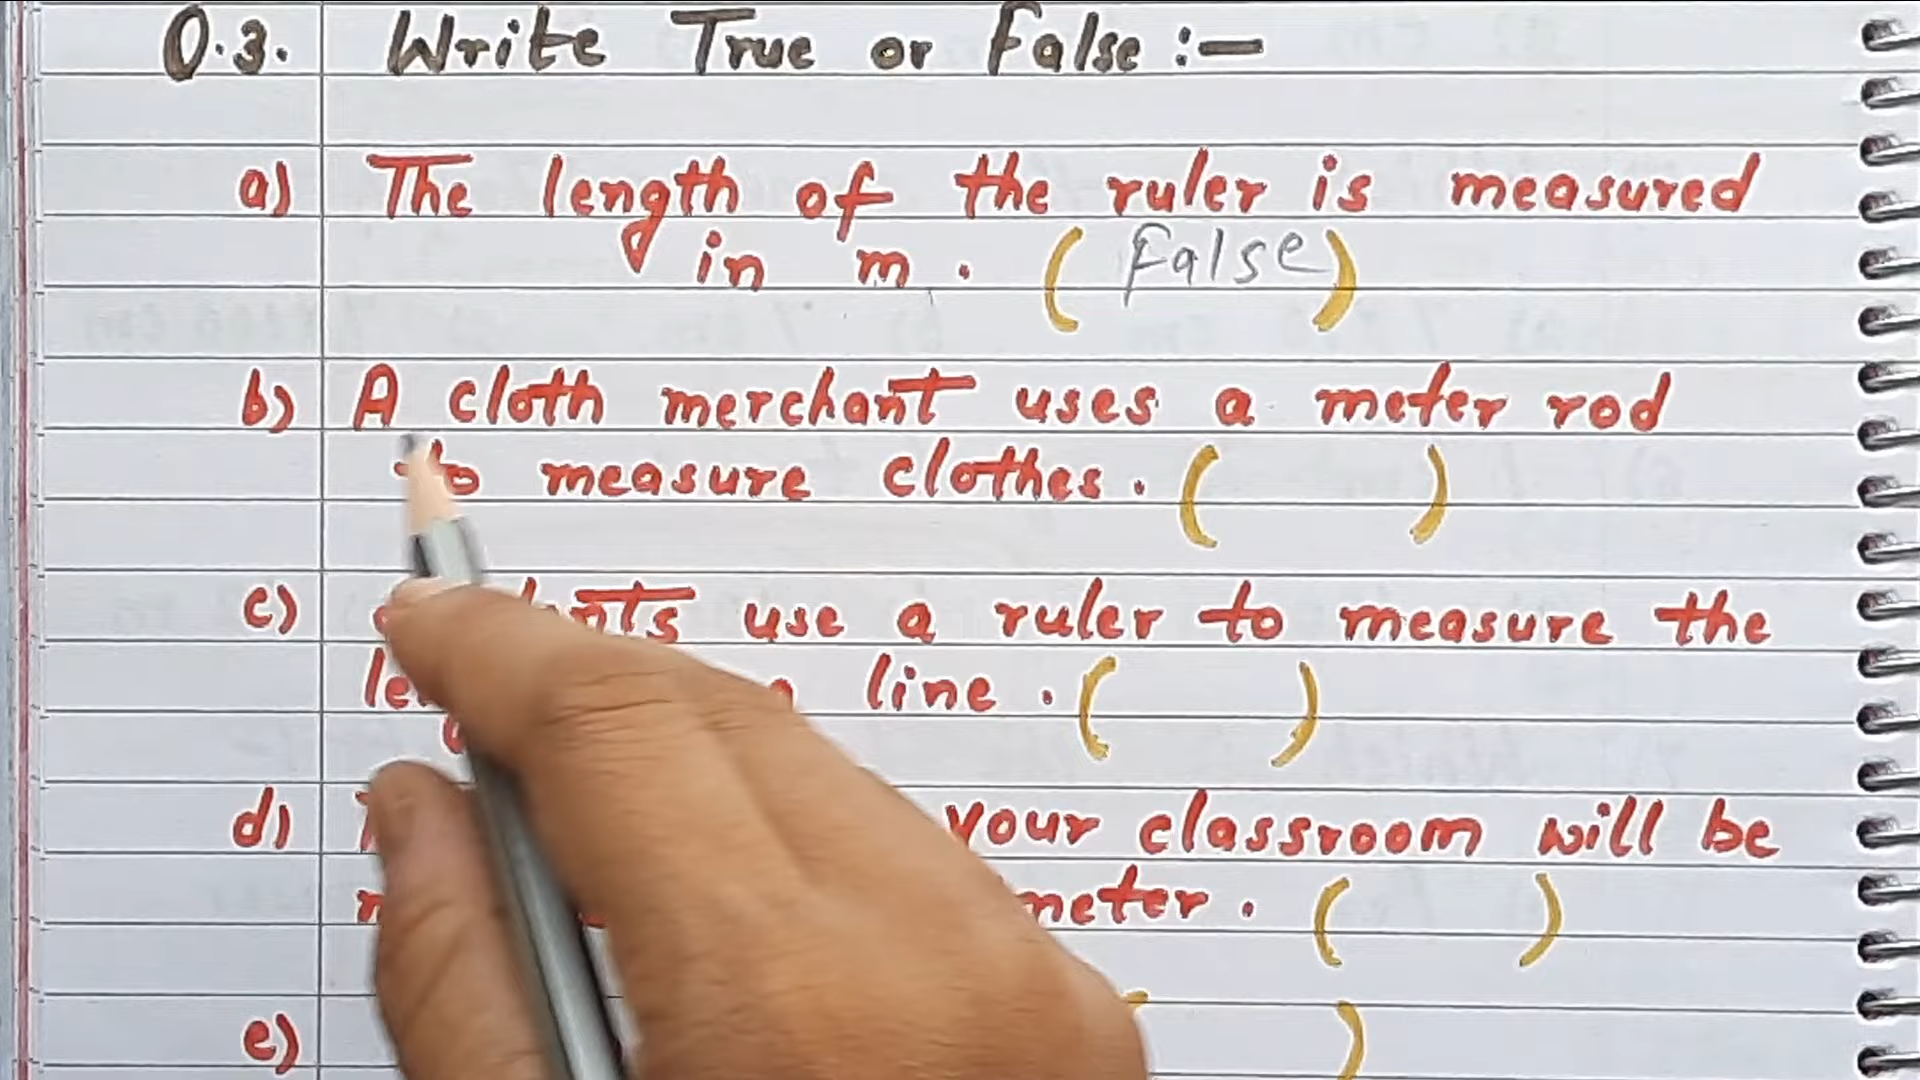 Q.3. Write True or False :-
a) The length of the ruler is measured
in m. ( False )
b) A cloth merchant uses a meter rod
to measure clothes. ( )
c) use a ruler to measure the
line. ( )
d) your classroom will be
meter. ( )
e) )